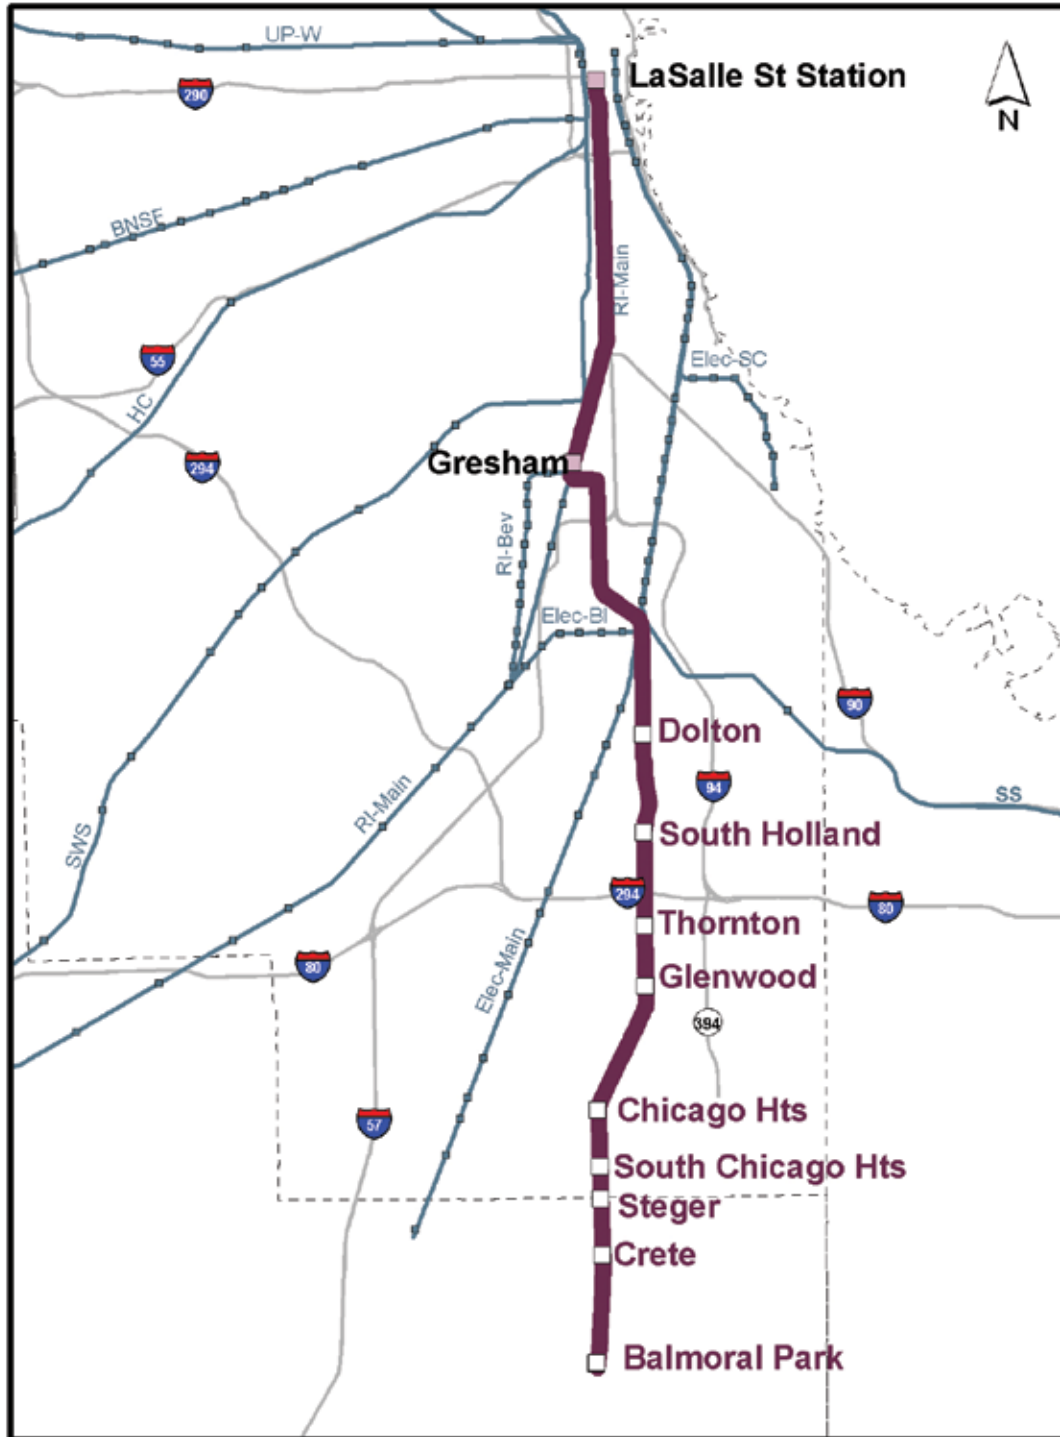 UP-W
LaSalle St Station
290
N
BNSF
RI-Main
55
Elec-SC
HC
Gresham
294
RI-Bev
Elec-BI
90
Dolton
94
SS
RI-Main
South Holland
SWS
294
80
Thornton
80
Elec-Main
Glenwood
394
Chicago Hts
57
South Chicago Hts
Steger
Crete
Balmoral Park